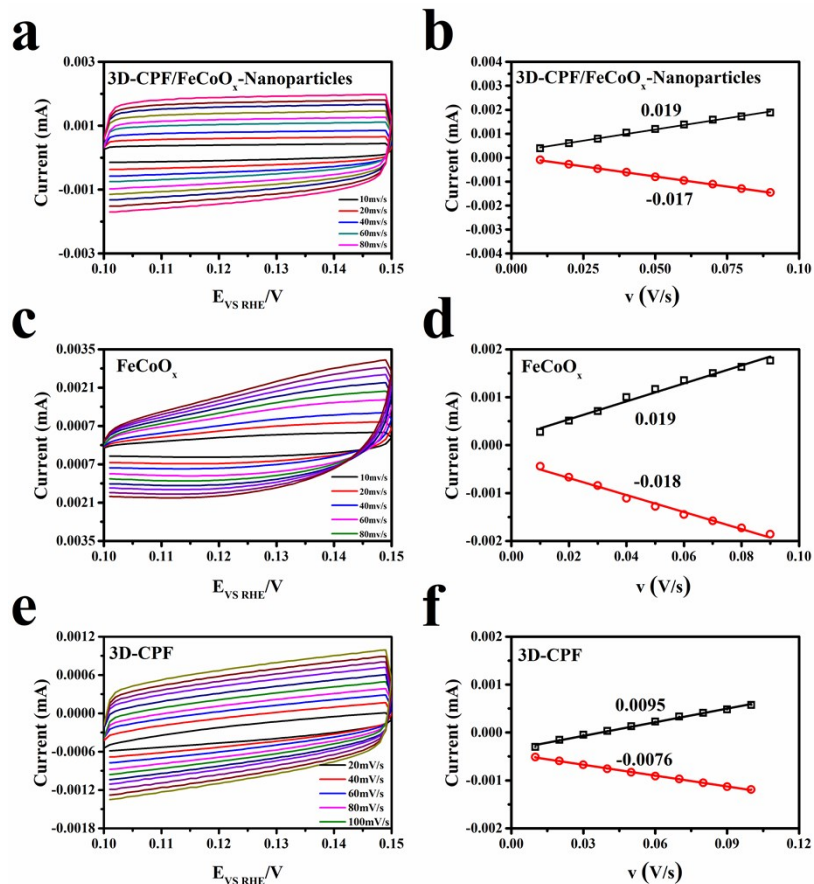 a
3D-CPF/FeCoOx-Nanoparticles
0.003
0.001
-0.001
-0.003
Current (mA)
10mv/s
20mv/s
40mv/s
60mv/s
80mv/s
0.10 0.11 0.12 0.13 0.14 0.15
E VS RHE/V
b
3D-CPF/FeCoOx-Nanoparticles
0.004
0.003
0.002
0.001
0.000
-0.001
-0.002
-0.003
-0.004
Current (mA)
0.019
-0.017
0.000 0.025 0.050 0.075 0.10
v (V/s)
c
FeCoOx
0.0035
0.0021
0.0007
0.0007
0.0021
0.0035
Current (mA)
10mv/s
20mv/s
40mv/s
60mv/s
80mv/s
0.10 0.11 0.12 0.13 0.14 0.15
E VS RHE/V
d
FeCoOx
0.002
0.001
0.000
-0.001
-0.002
Current (mA)
0.019
-0.018
0.00 0.02 0.04 0.06 0.08 0.10
v (V/s)
e
3D-CPF
0.0012
0.0006
0.0000
-0.0006
-0.0012
-0.0018
Current (mA)
20mV/s
40mV/s
60mV/s
80mV/s
100mV/s
0.10 0.11 0.12 0.13 0.14 0.15
E VS RHE/V
f
3D-CPF
0.002
0.001
0.000
-0.001
-0.002
Current (mA)
0.0095
-0.0076
0.00 0.03 0.06 0.09 0.12
v (V/s)